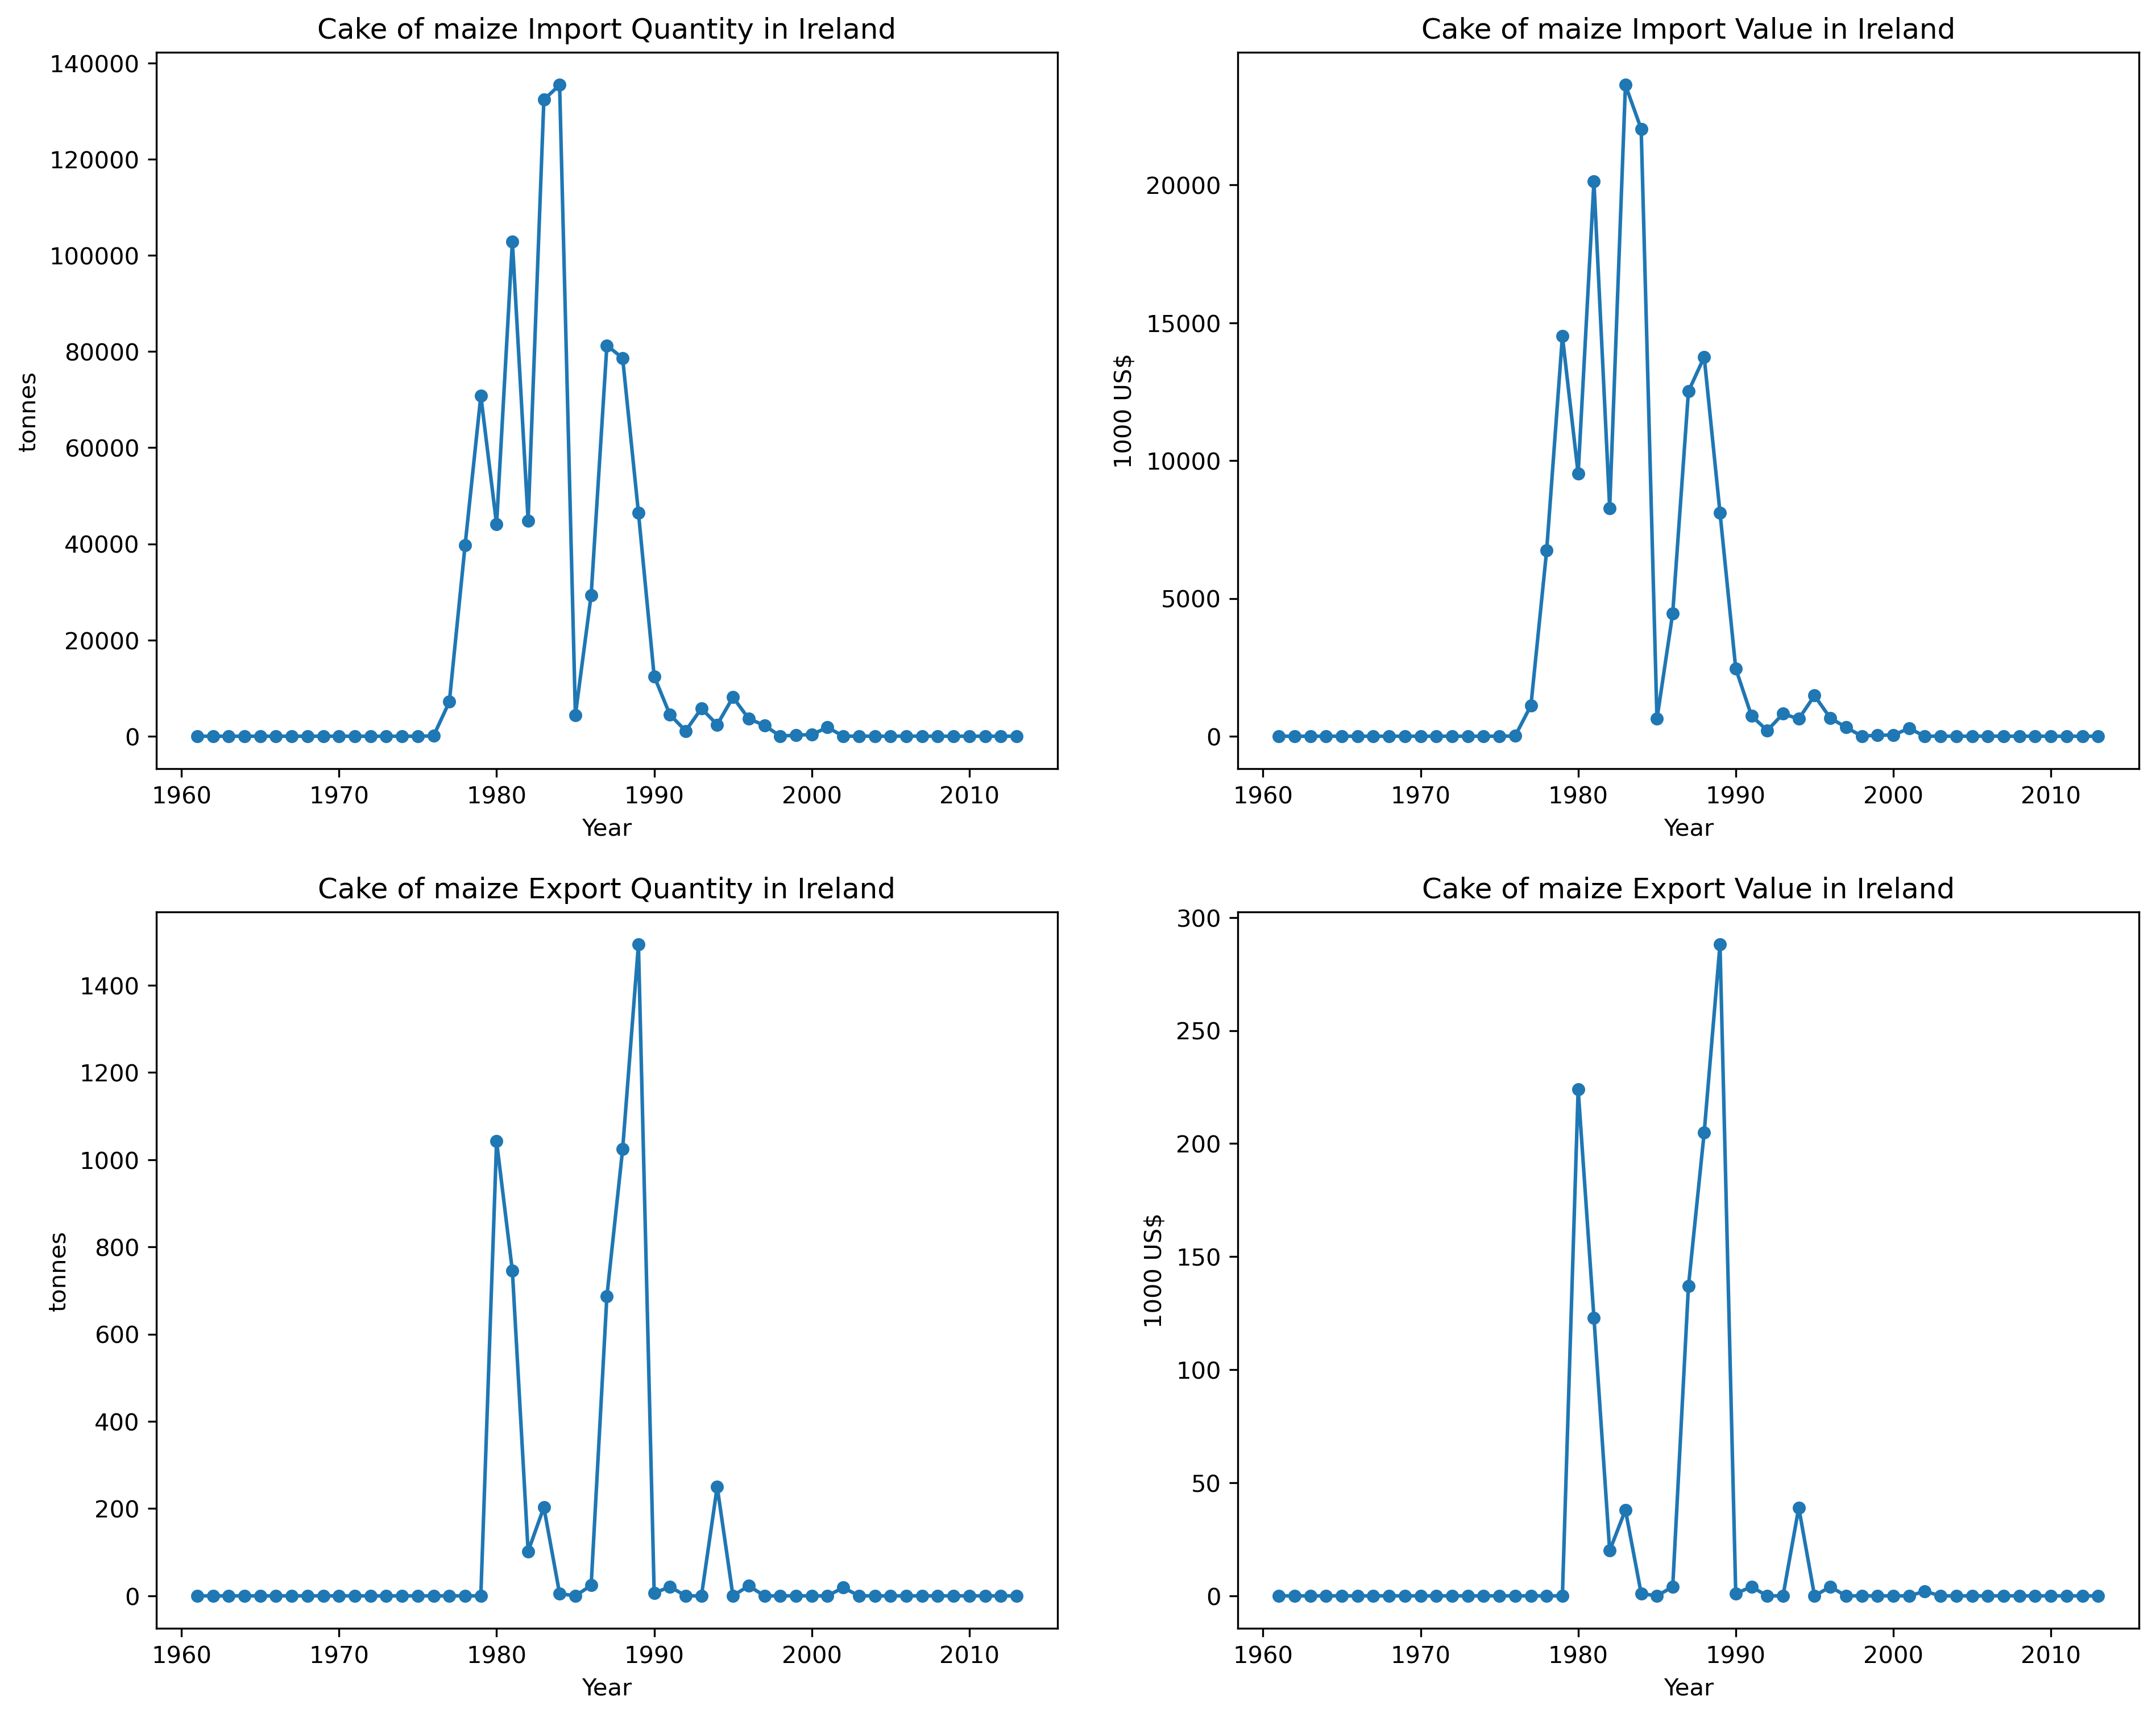 Cake of maize Import Quantity in Ireland
140000
120000
100000
80000
60000
40000
20000
0
tonnes
1960 1970 1980 1990 2000 2010
Year
Cake of maize Import Value in Ireland
20000
15000
10000
5000
0
1000 US$
1960 1970 1980 1990 2000 2010
Year
Cake of maize Export Quantity in Ireland
1400
1200
1000
800
600
400
200
0
tonnes
1960 1970 1980 1990 2000 2010
Year
Cake of maize Export Value in Ireland
300
250
200
150
100
50
0
1000 US$
1960 1970 1980 1990 2000 2010
Year